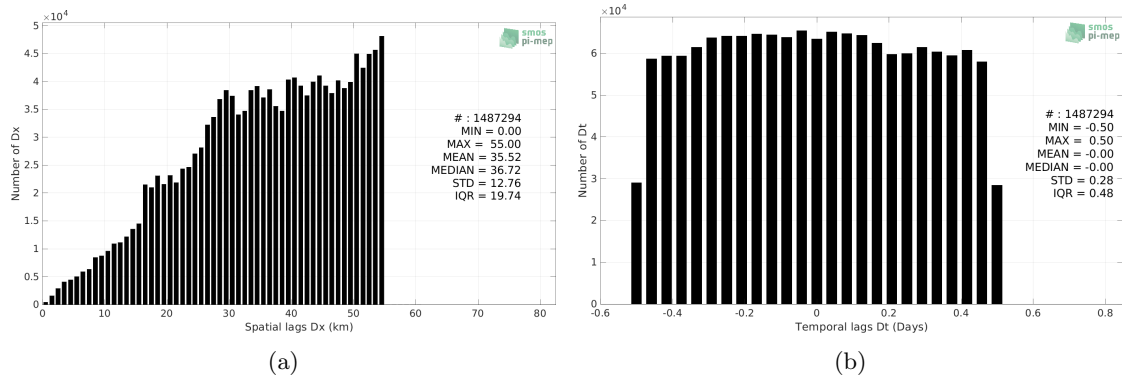 ×10⁴
5
4.5
4
3.5
3
2.5
2
1.5
1
0.5
0
Number of Dx
0 10 20 30 40 50 60 70 80
Spatial lags Dx (km)
smos
pi-mep
# : 1487294
MIN = 0.00
MAX = 55.00
MEAN = 35.52
MEDIAN = 36.72
STD = 12.76
IQR = 19.74
(a)
×10⁴
6
5
4
3
2
1
0
Number of Dt
-0.6 -0.4 -0.2 0 0.2 0.4 0.6 0.8
Temporal lags Dt (Days)
smos
pi-mep
# : 1487294
MIN = -0.50
MAX = 0.50
MEAN = -0.00
MEDIAN = -0.00
STD = 0.28
IQR = 0.48
(b)